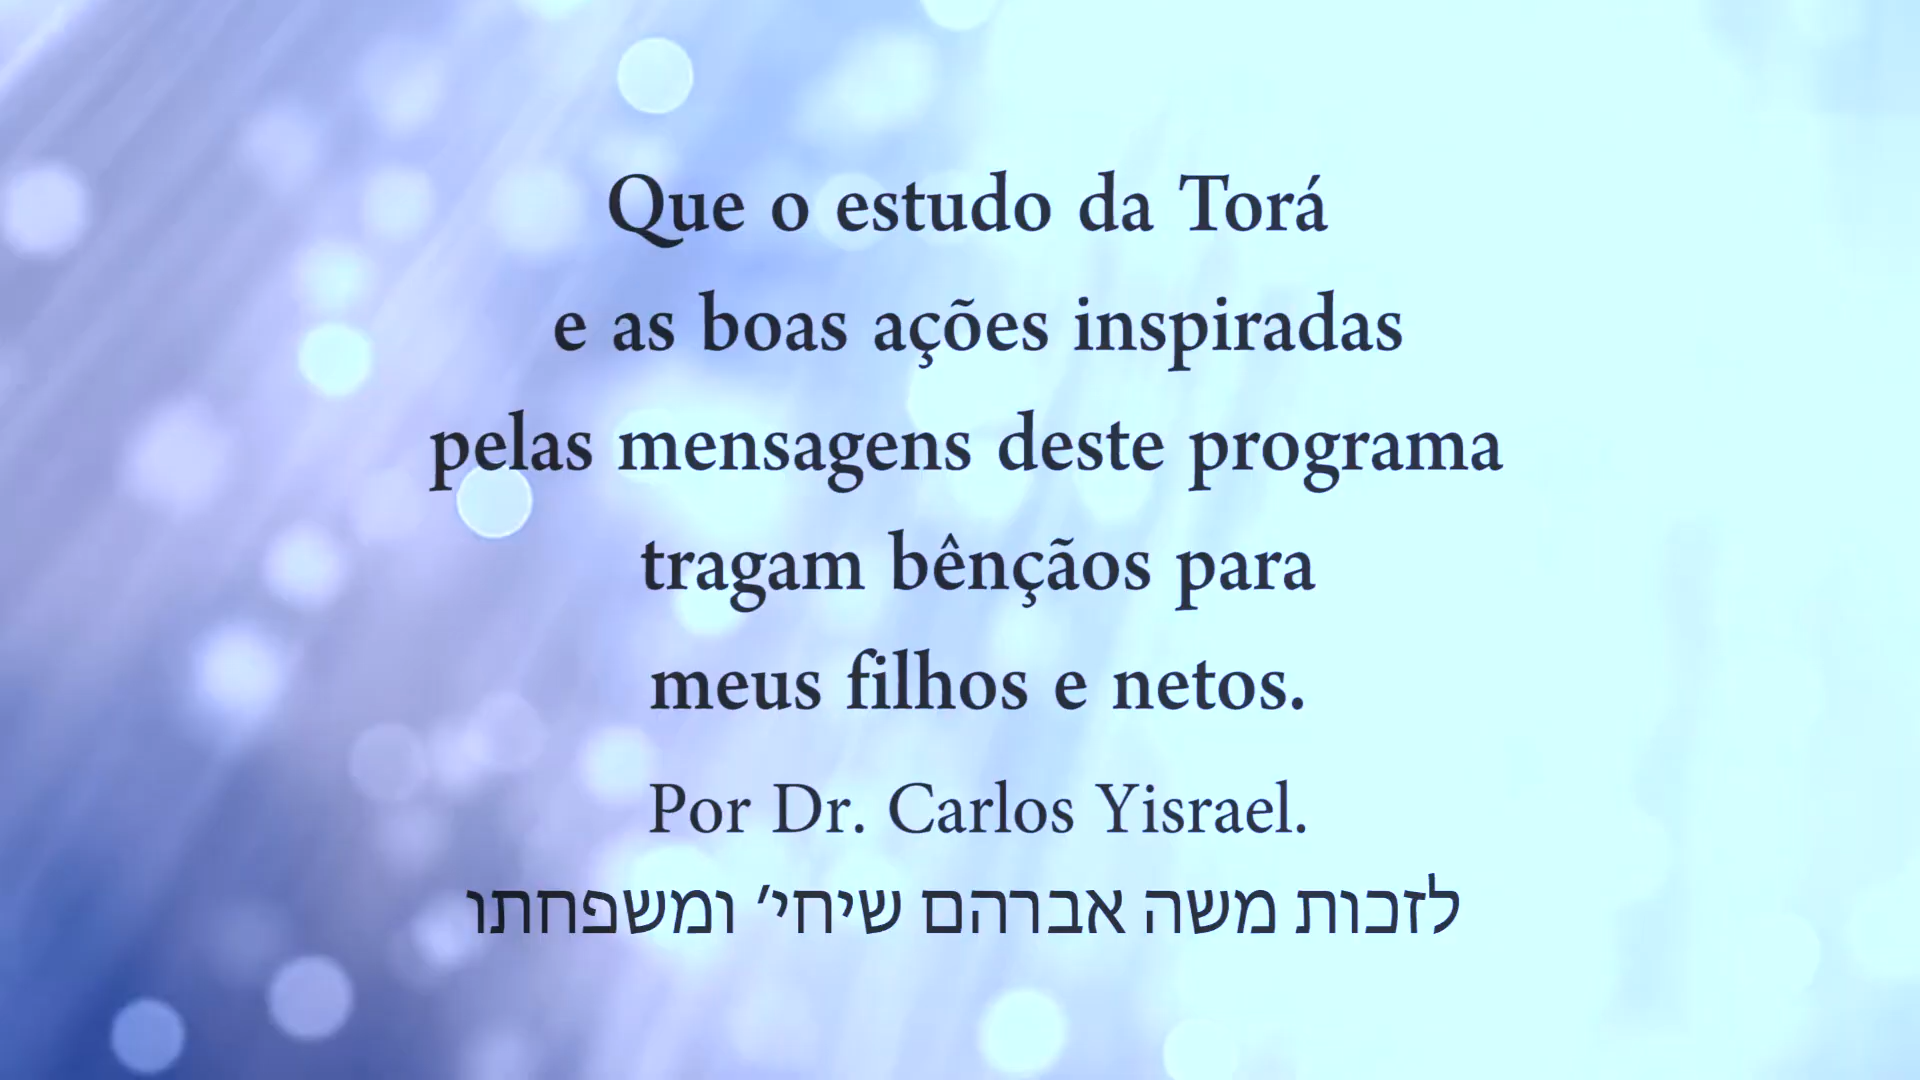 Que o estudo da Torá
e as boas ações inspiradas
pelas mensagens deste programa
tragam bênçãos para
meus filhos e netos.
Por Dr. Carlos Yisrael.
לזכות משה אברהם שיחי׳ ומשפחתו